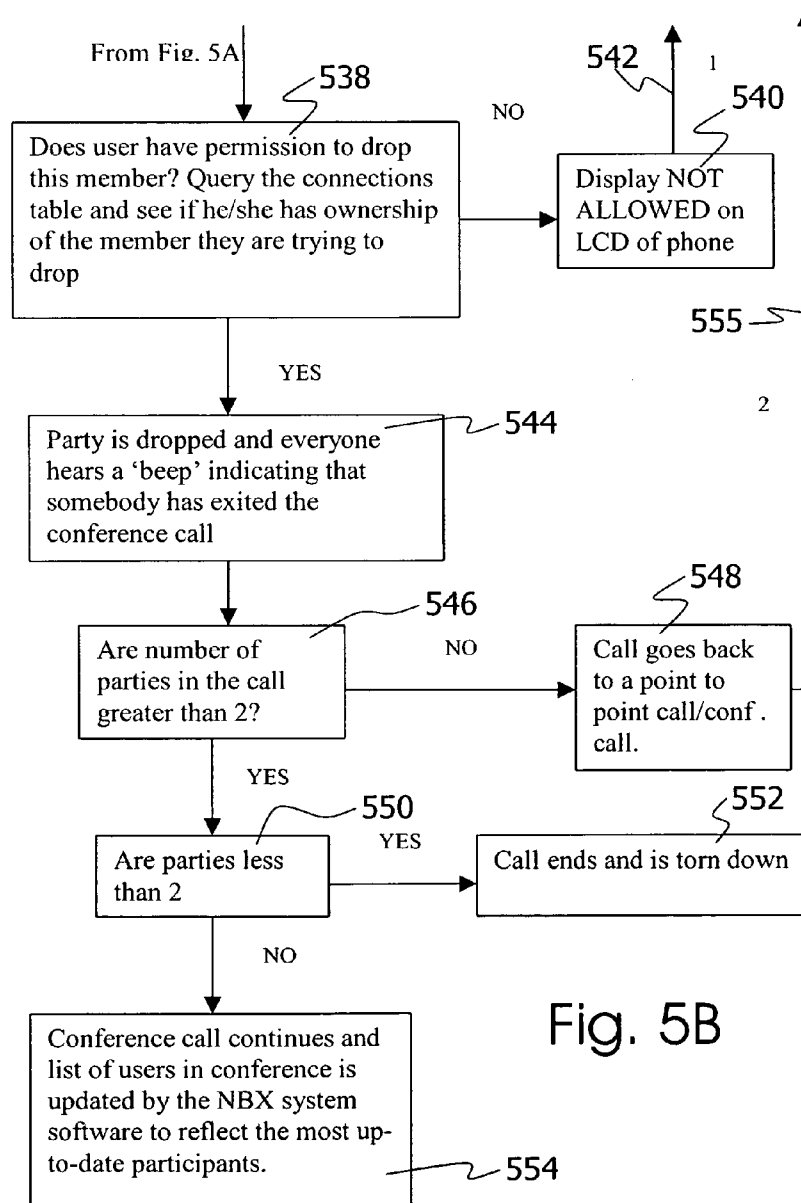 From Fig. 5A
538
542
1
540
NO
Does user have permission to drop
this member? Query the connections
table and see if he/she has ownership
of the member they are trying to
drop
Display NOT
ALLOWED on
LCD of phone
555
YES
2
Party is dropped and everyone
hears a ‘beep’ indicating that
somebody has exited the
conference call
544
546
548
Are number of
parties in the call
greater than 2?
NO
Call goes back
to a point to
point call/conf .
call.
YES
550
552
Are parties less
than 2
YES
Call ends and is torn down
NO
Fig. 5B
Conference call continues and
list of users in conference is
updated by the NBX system
software to reflect the most up-
to-date participants.
554